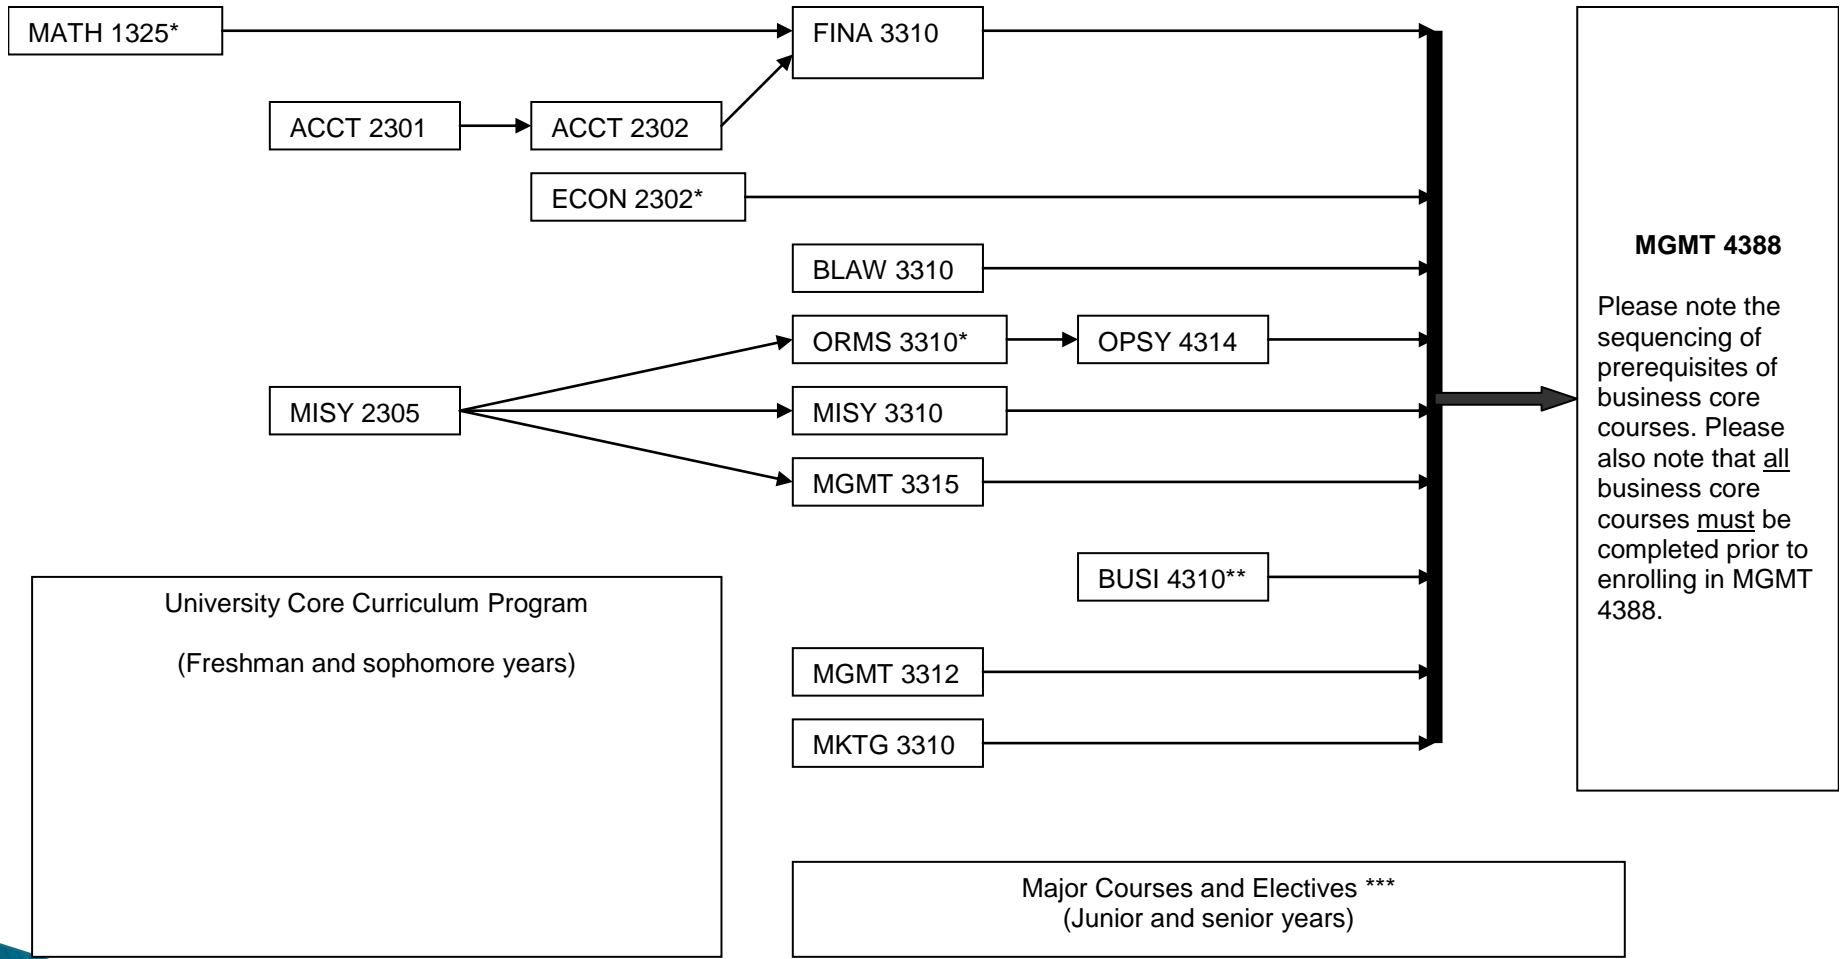 MATH 1325*
FINA 3310
ACCT 2301
ACCT 2302
ECON 2302*
BLAW 3310
ORMS 3310*
OPSY 4314
MISY 2305
MISY 3310
MGMT 3315
BUSI 4310**
MGMT 3312
MKTG 3310
MGMT 4388
Please note the
sequencing of
prerequisites of
business core
courses. Please
also note that all
business core
courses must be
completed prior to
enrolling in MGMT
4388.
University Core Curriculum Program
(Freshman and sophomore years)
Major Courses and Electives ***
(Junior and senior years)